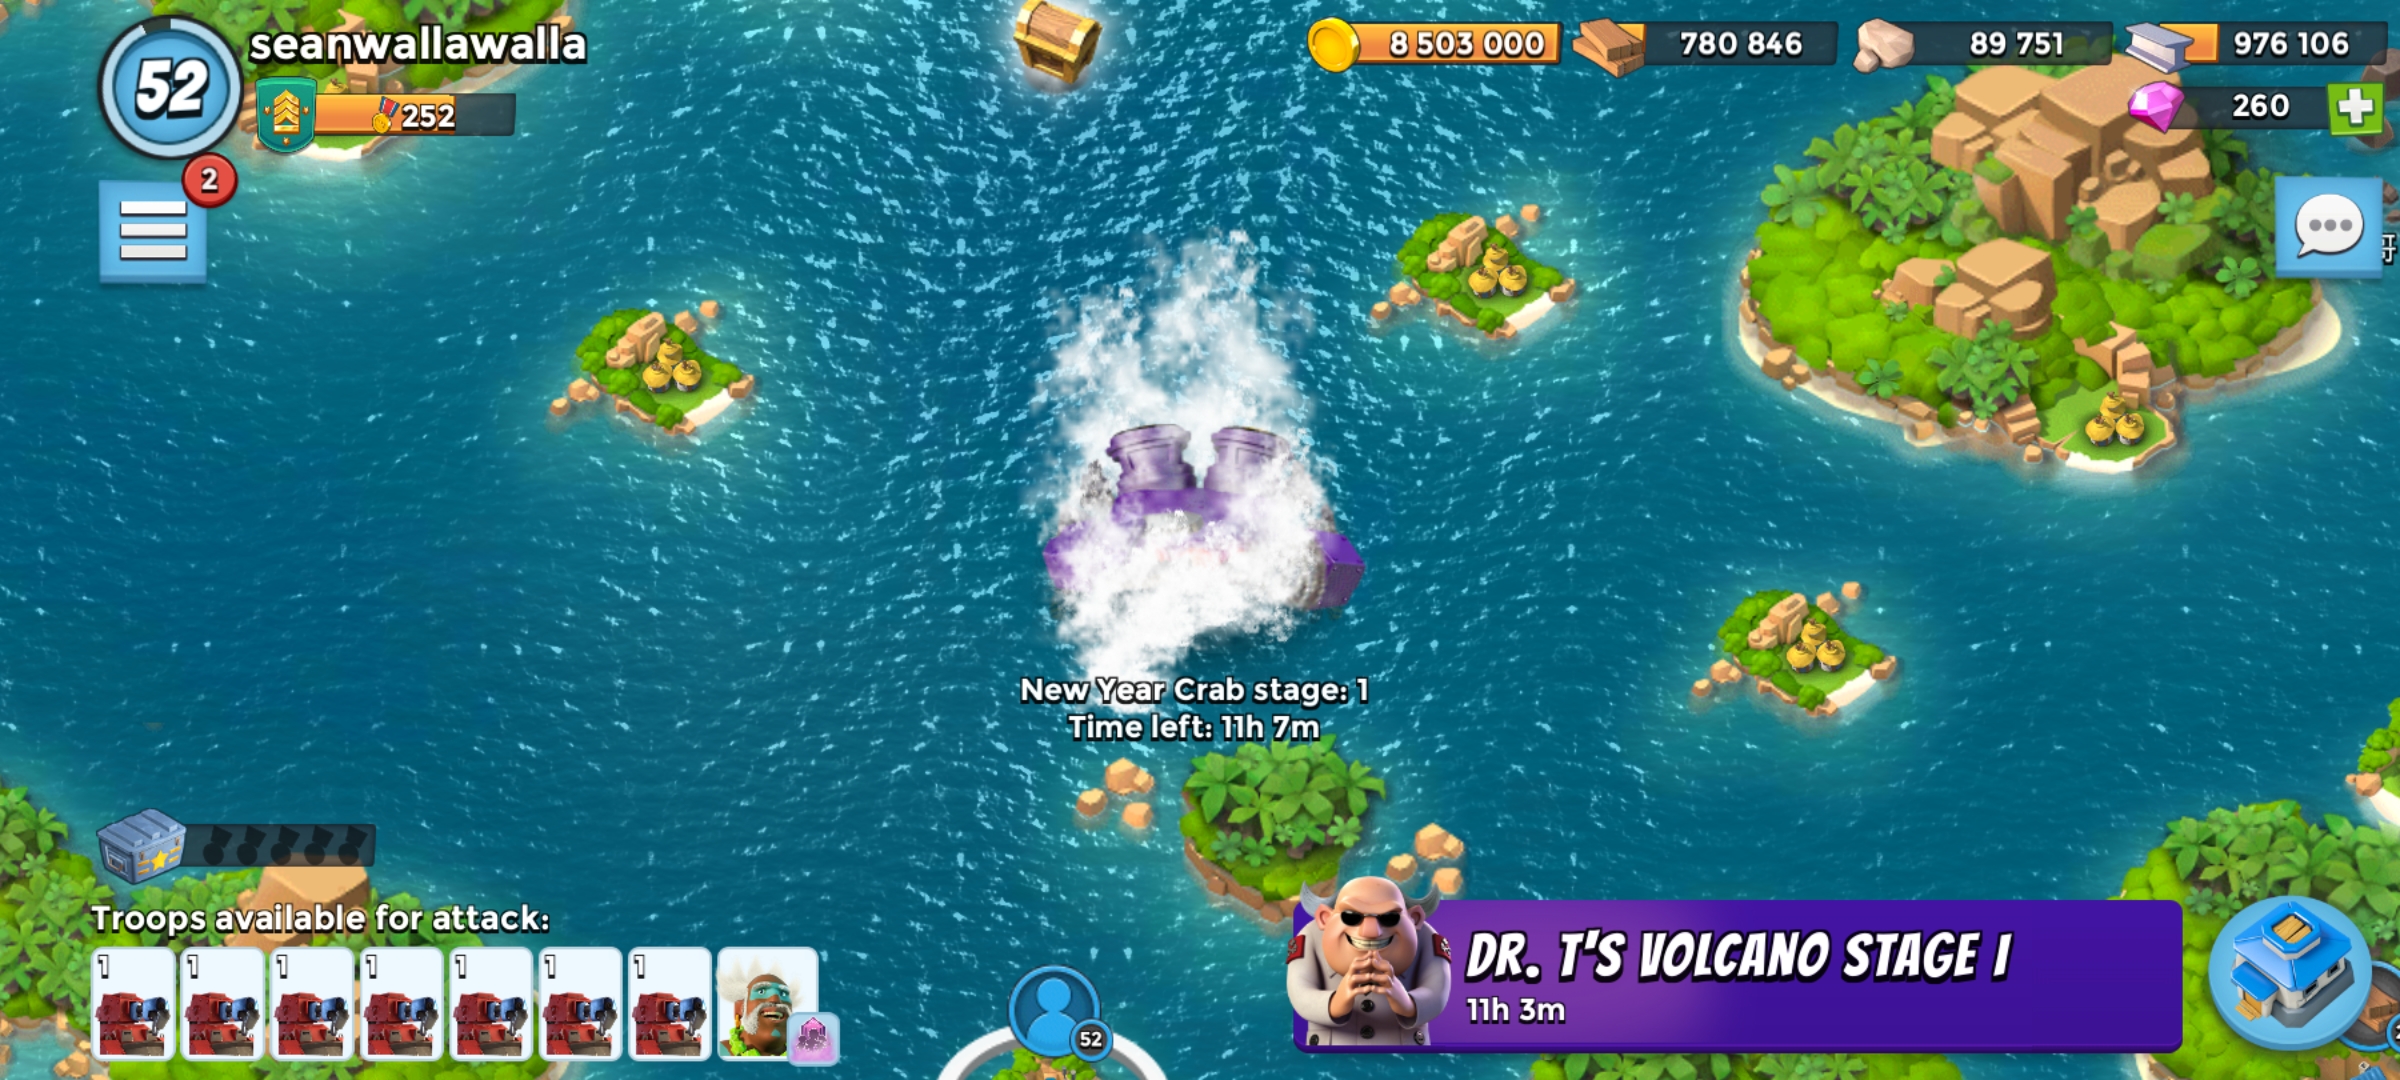 52
seanwallawalla
252
2
8 503 000
780 846
89 751
976 106
260
哥
New Year Crab stage: 1
Time left: 11h 7m
Troops available for attack:
1 1 1 1 1 1 1
52
DR. T'S VOLCANO STAGE 1
11h 3m